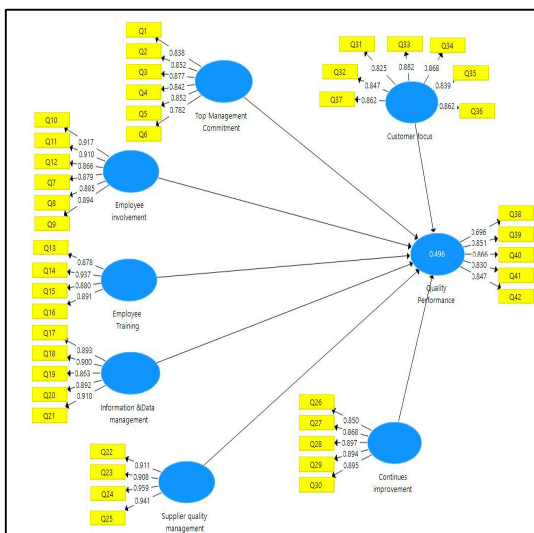 Q1
Q2
Q3
Q4
Q5
Q6
0.838
0.852
0.877
0.842
0.852
0.782
Top Management
Commitment
Q31
Q33
Q34
Q32
Q35
Q37
Q36
0.825
0.882
0.868
0.847
0.839
0.862
0.862
Customer focus
Q10
Q11
Q12
Q7
Q8
Q9
0.917
0.910
0.866
0.879
0.885
0.894
Employee
involvement
Q13
Q14
Q15
Q16
0.878
0.937
0.880
0.891
Employee
Training
Q17
Q18
Q19
Q20
Q21
0.893
0.900
0.863
0.892
0.910
Information &Data
management
Q22
Q23
Q24
Q25
0.911
0.908
0.959
0.941
Supplier quality
management
0.496
Quality
Performance
0.696
0.851
0.866
0.830
0.847
Q38
Q39
Q40
Q41
Q42
Q26
Q27
Q28
Q29
Q30
0.850
0.868
0.897
0.894
0.895
Continues
improvement